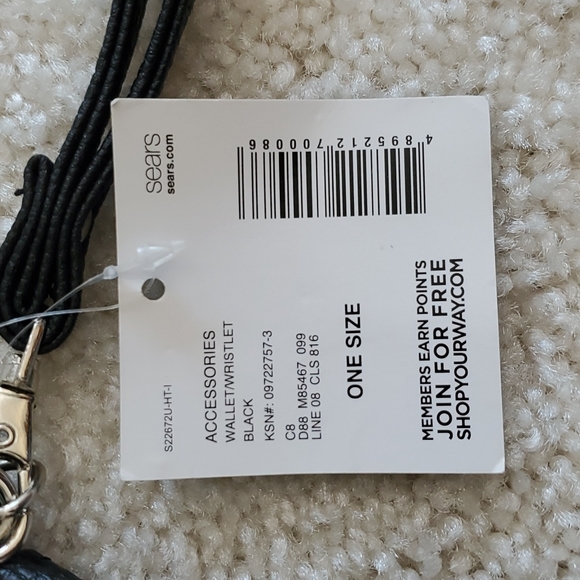 sears
sears.com
4 895212 700086
S22672U-HT-I
ACCESSORIES
WALLET/WRISTLET
BLACK
KSN#: 09722757-3
C8
D88 M85467 099
LINE 08 CLS 816
ONE SIZE
MEMBERS EARN POINTS
JOIN FOR FREE
SHOPYOURWAY.COM